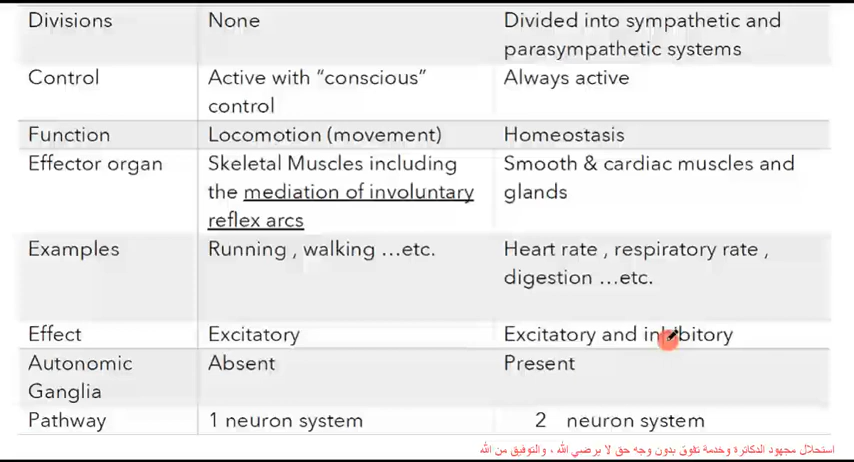 Divisions None Divided into sympathetic and
parasympathetic systems
Control Active with “conscious” Always active
control
Function Locomotion (movement) Homeostasis
Effector organ Skeletal Muscles including Smooth & cardiac muscles and
the mediation of involuntary glands
reflex arcs
Examples Running , walking ...etc. Heart rate , respiratory rate ,
digestion ...etc.
Effect Excitatory Excitatory and inhibitory
Autonomic Absent Present
Ganglia
Pathway 1 neuron system 2 neuron system
استحلال مجهود الدكاترة وخدمة تفوق بدون وجه حق لا يرضي الله ، والتوفيق من الله